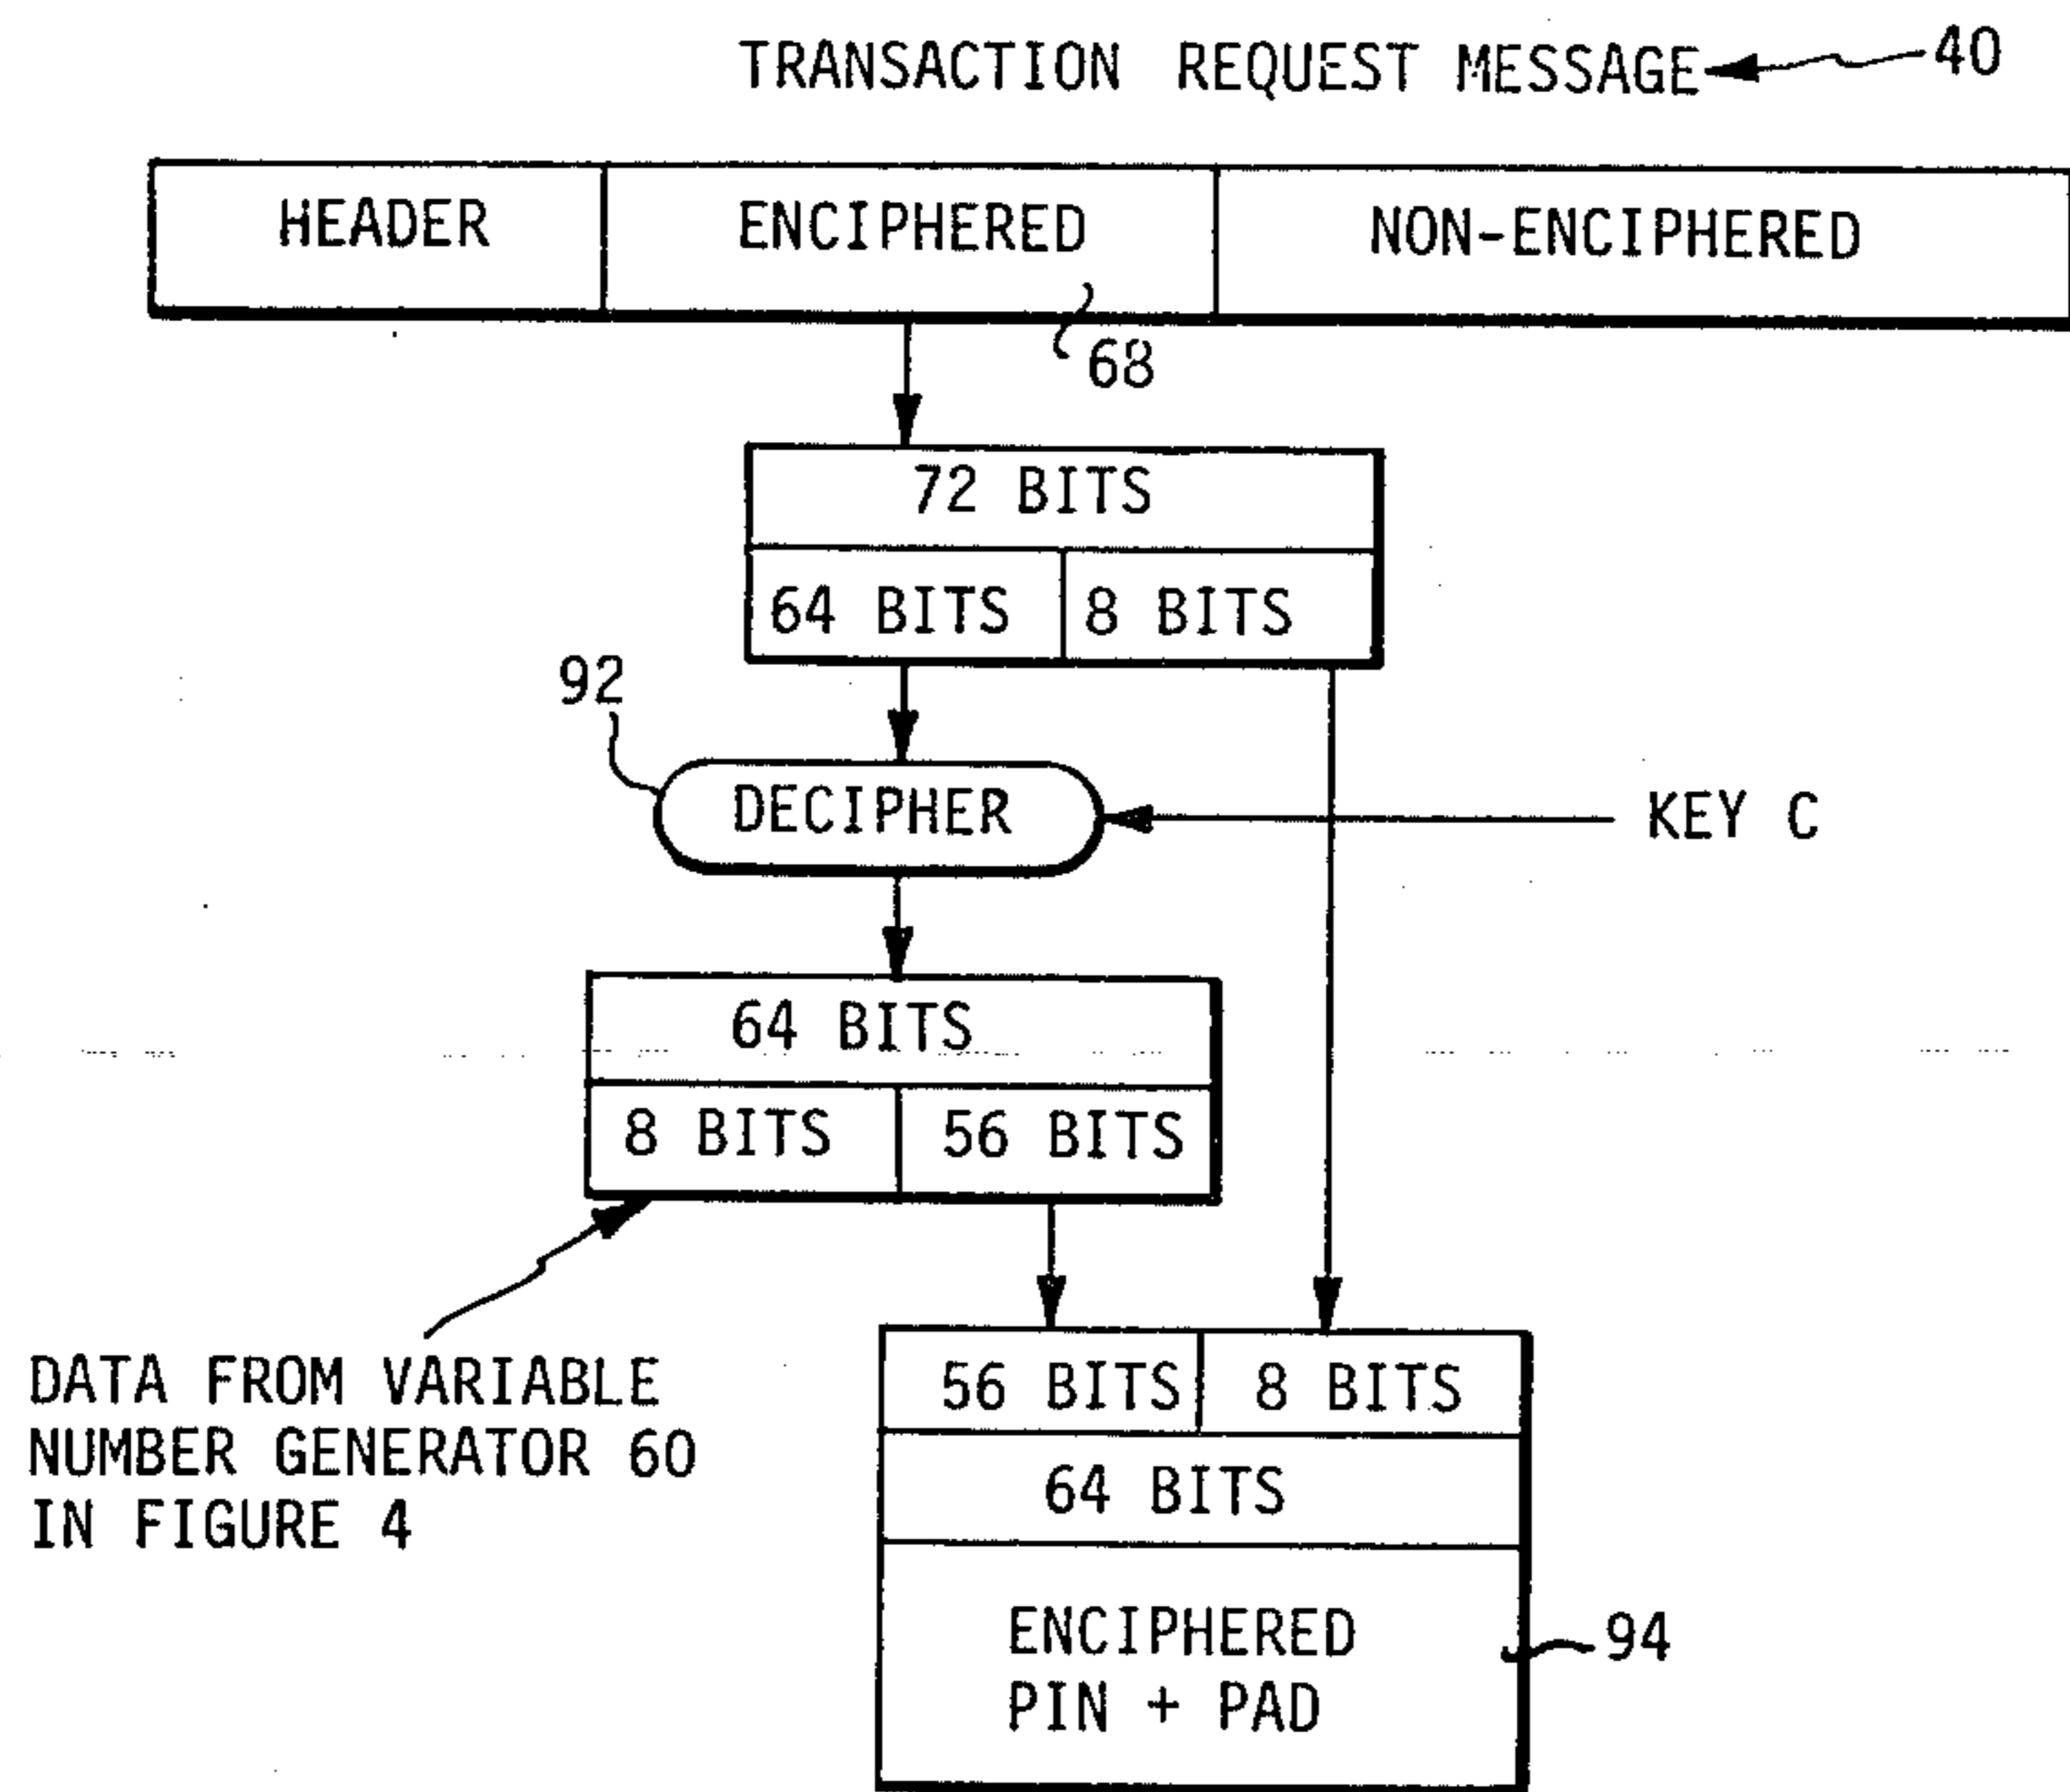 TRANSACTION REQUEST MESSAGE 40
HEADER ENCIPHERED NON-ENCIPHERED
68
72 BITS
64 BITS 8 BITS
92
DECIPHER KEY C
64 BITS
8 BITS 56 BITS
DATA FROM VARIABLE
NUMBER GENERATOR 60
IN FIGURE 4
56 BITS 8 BITS
64 BITS
ENCIPHERED
PIN + PAD
94